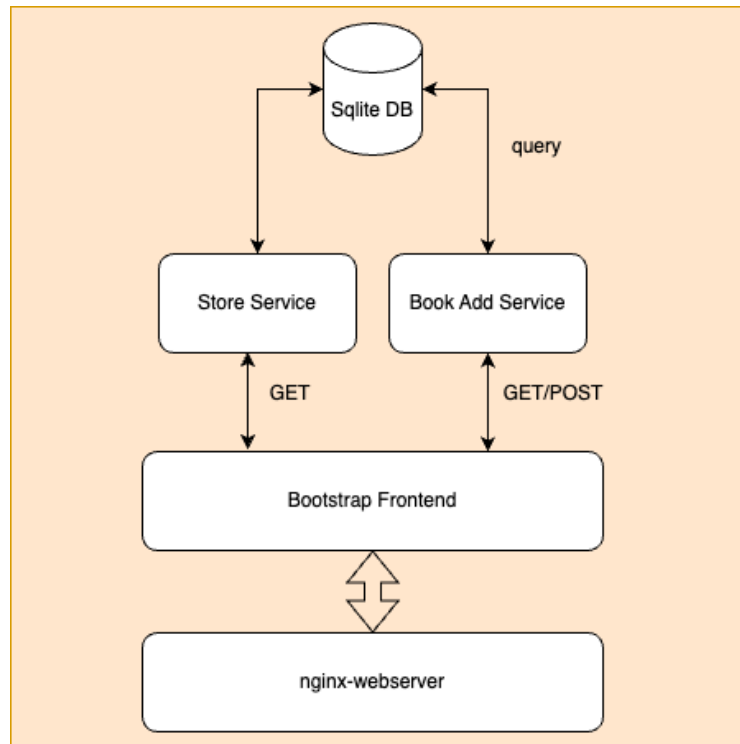 Sqlite DB
query
Store Service
Book Add Service
GET
GET/POST
Bootstrap Frontend
nginx-webserver